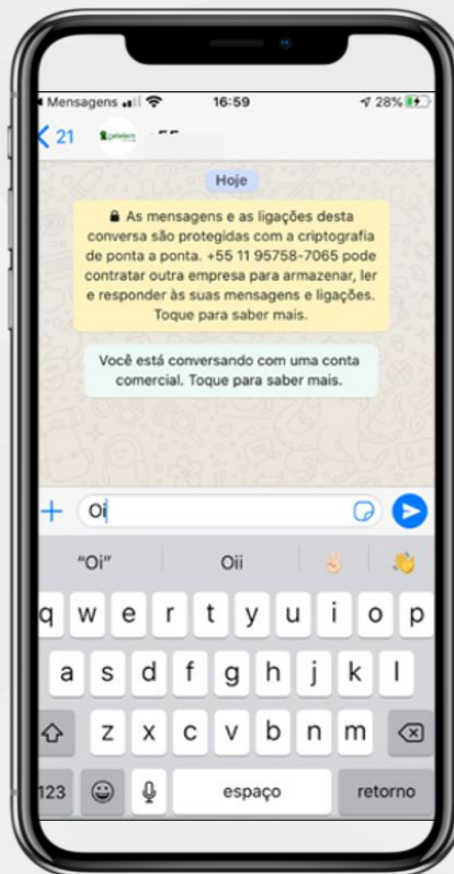 Mensagens 16:59 28%
21
Hoje
As mensagens e as ligações desta
conversa são protegidas com a criptografia
de ponta a ponta. +55 11 95758-7065 pode
contratar outra empresa para armazenar, ler
e responder às suas mensagens e ligações.
Toque para saber mais.
Você está conversando com uma conta
comercial. Toque para saber mais.
Oi
“Oi” Oii
q w e r t y u i o p
a s d f g h j k l
z x c v b n m
123 espaço retorno